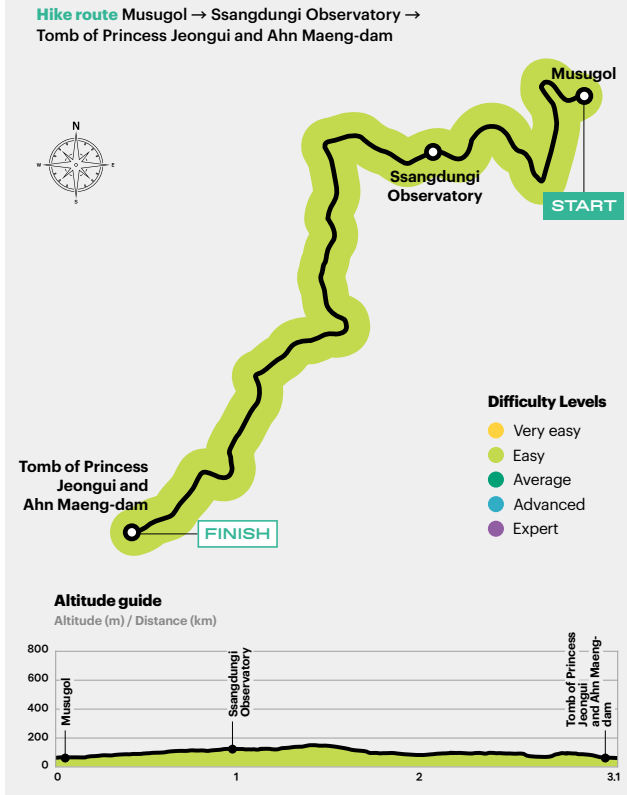 Hike route Musugol → Ssangdungi Observatory →
Tomb of Princess Jeongui and Ahn Maeng-dam
Musugol
N
W
E
S
Ssangdungi
Observatory
START
Difficulty Levels
Very easy
Easy
Average
Advanced
Expert
Tomb of Princess
Jeongui and
Ahn Maeng-dam
FINISH
Altitude guide
Altitude (m) / Distance (km)
800
600
400
200
0
Musugol
Ssangdungi
Observatory
Tomb of Princess
Jeongui
and Ahn Maeng-
dam
0
1
2
3.1